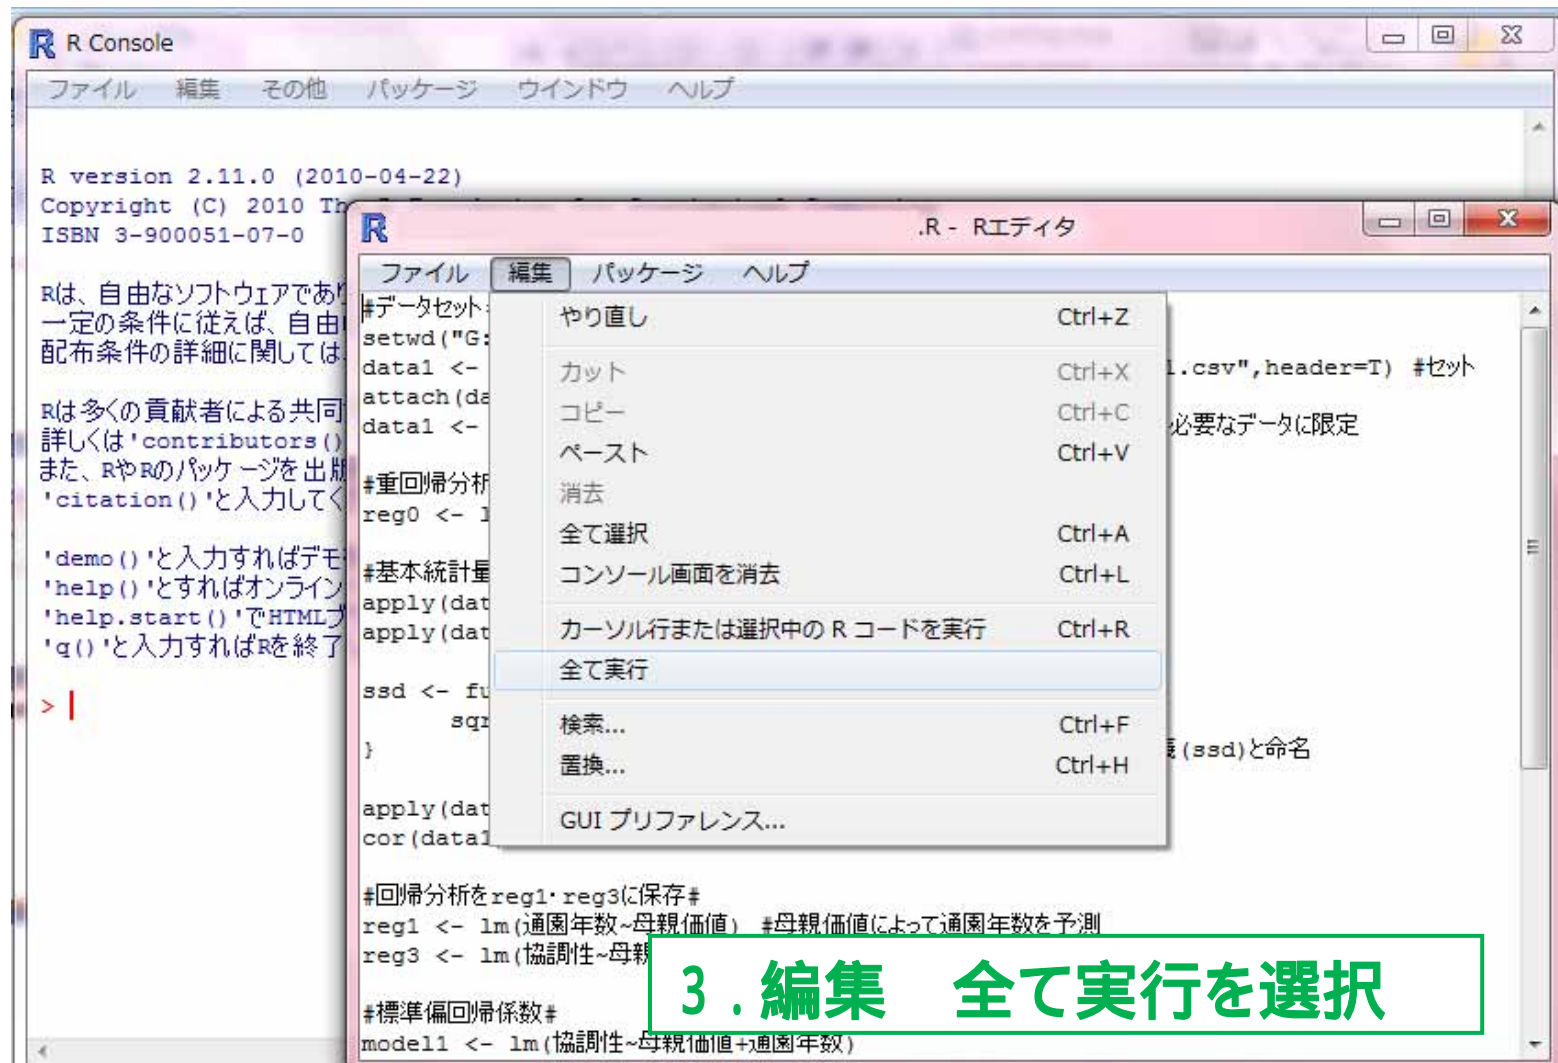 R Console
ファイル 編集 その他 パッケージ ウインドウ ヘルプ
R version 2.11.0 (2010-04-22)
Copyright (C) 2010 Th
ISBN 3-900051-07-0
Rは、自由なソフトウェアであり
一定の条件に従えば、自由
配布条件の詳細に関しては
Rは多くの貢献者による共同
詳しくは'contributors()
また、RやRのパッケージを出版
'citation()'と入力してく
'demo()'と入力すればデモ
'help()'とすればオンライン
'help.start()'でHTMLブ
'q()'と入力すればRを終了
>
.R - Rエディタ
ファイル 編集 パッケージ ヘルプ
#データセット
setwd("G:
data1 <- 1.csv",header=T) #セット
attach(da
data1 <- 必要なデータに限定
#重回帰分析
reg0 <- l
#基本統計量
apply(dat
apply(dat
ssd <- fu
sqr
} (ssd)と命名
apply(dat
cor(data1
#回帰分析をreg1・reg3に保存#
reg1 <- lm(通園年数~母親価値) #母親価値によって通園年数を予測
reg3 <- lm(協調性~母親
#標準偏回帰係数#
model1 <- lm(協調性~母親価値+通園年数)
やり直し Ctrl+Z
カット Ctrl+X
コピー Ctrl+C
ペースト Ctrl+V
消去
全て選択 Ctrl+A
コンソール画面を消去 Ctrl+L
カーソル行または選択中の R コードを実行 Ctrl+R
全て実行
検索... Ctrl+F
置換... Ctrl+H
GUI プリファレンス...
3．編集　全て実行を選択